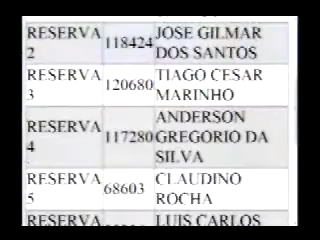 RESERVA 118424 JOSE GILMAR
2 DOS SANTOS
RESERVA 120680 TIAGO CESAR
3 MARINHO
RESERVA 117280 ANDERSON
4 GREGORIO DA
SILVA
RESERVA 68603 CLAUDINO
5 ROCHA
RESERVA LUIS CARLOS